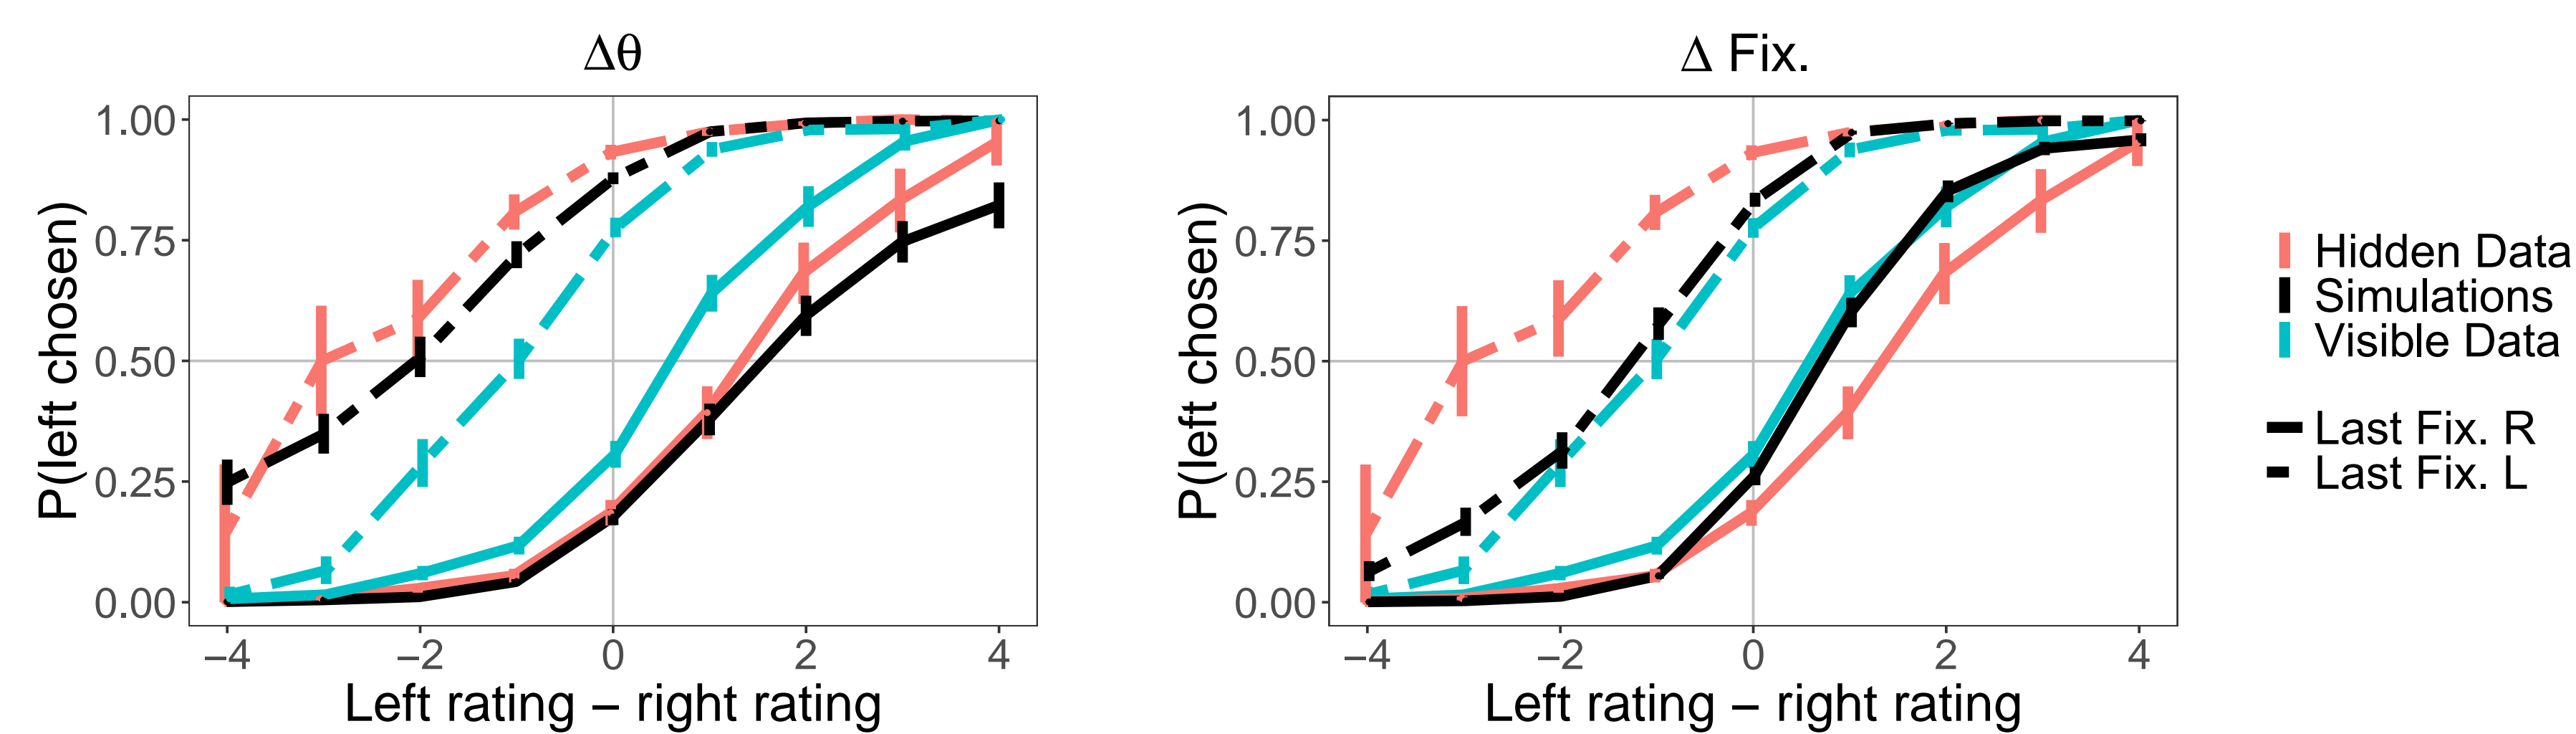 Δθ
P(left chosen)
1.00
0.75
0.50
0.25
0.00
−4
−2
0
2
4
Left rating − right rating
Δ Fix.
P(left chosen)
1.00
0.75
0.50
0.25
0.00
−4
−2
0
2
4
Left rating − right rating
Hidden Data
Simulations
Visible Data
Last Fix. R
Last Fix. L